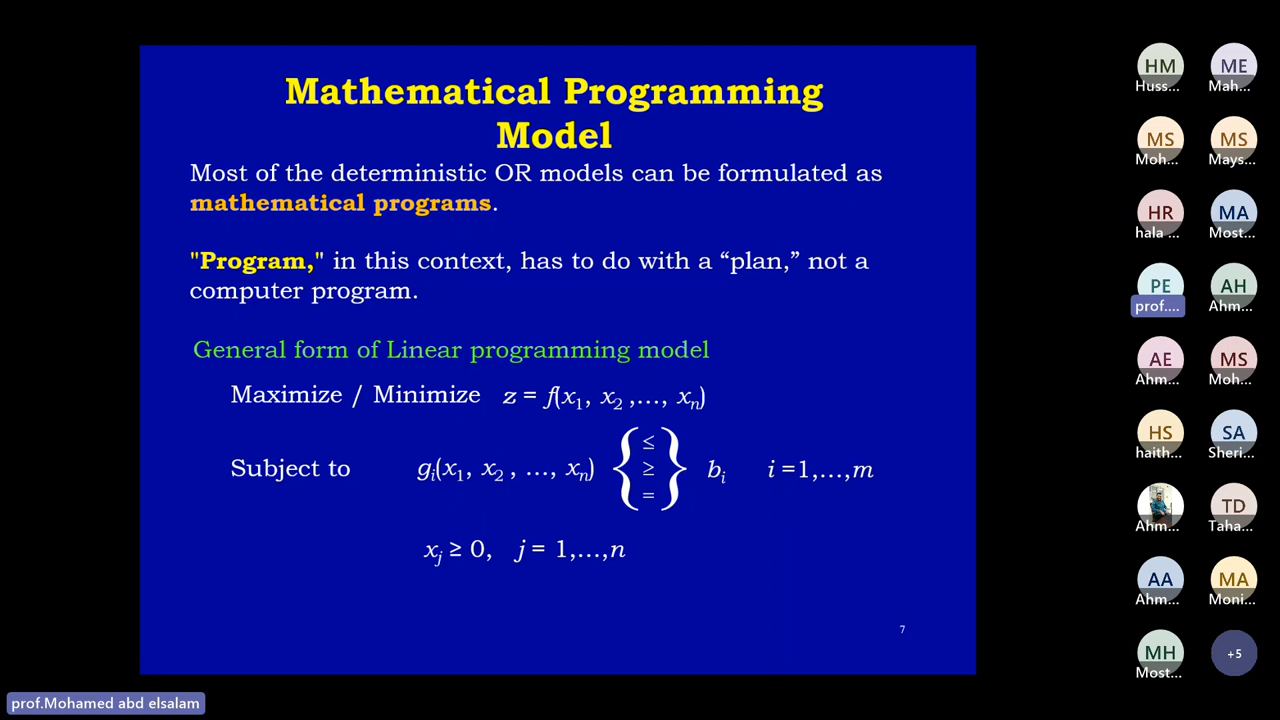 Mathematical Programming
Model
Most of the deterministic OR models can be formulated as
mathematical programs.
"Program," in this context, has to do with a “plan,” not a
computer program.
General form of Linear programming model
Maximize / Minimize z = f(x₁, x₂ ,..., xₙ)
Subject to gᵢ(x₁, x₂ , ..., xₙ) { ≤ ≥ = } bᵢ i =1,...,m
xⱼ ≥ 0, j = 1,...,n
7
HM ME
Huss... Mah...
MS MS
Moh... Mays...
HR MA
hala ... Most...
PE AH
prof.... Ahm...
AE MS
Ahm... Moh...
HS SA
haith... Sheri...
TD
Ahm... Taha...
AA MA
Ahm... Moni...
MH +5
Most...
prof.Mohamed abd elsalam